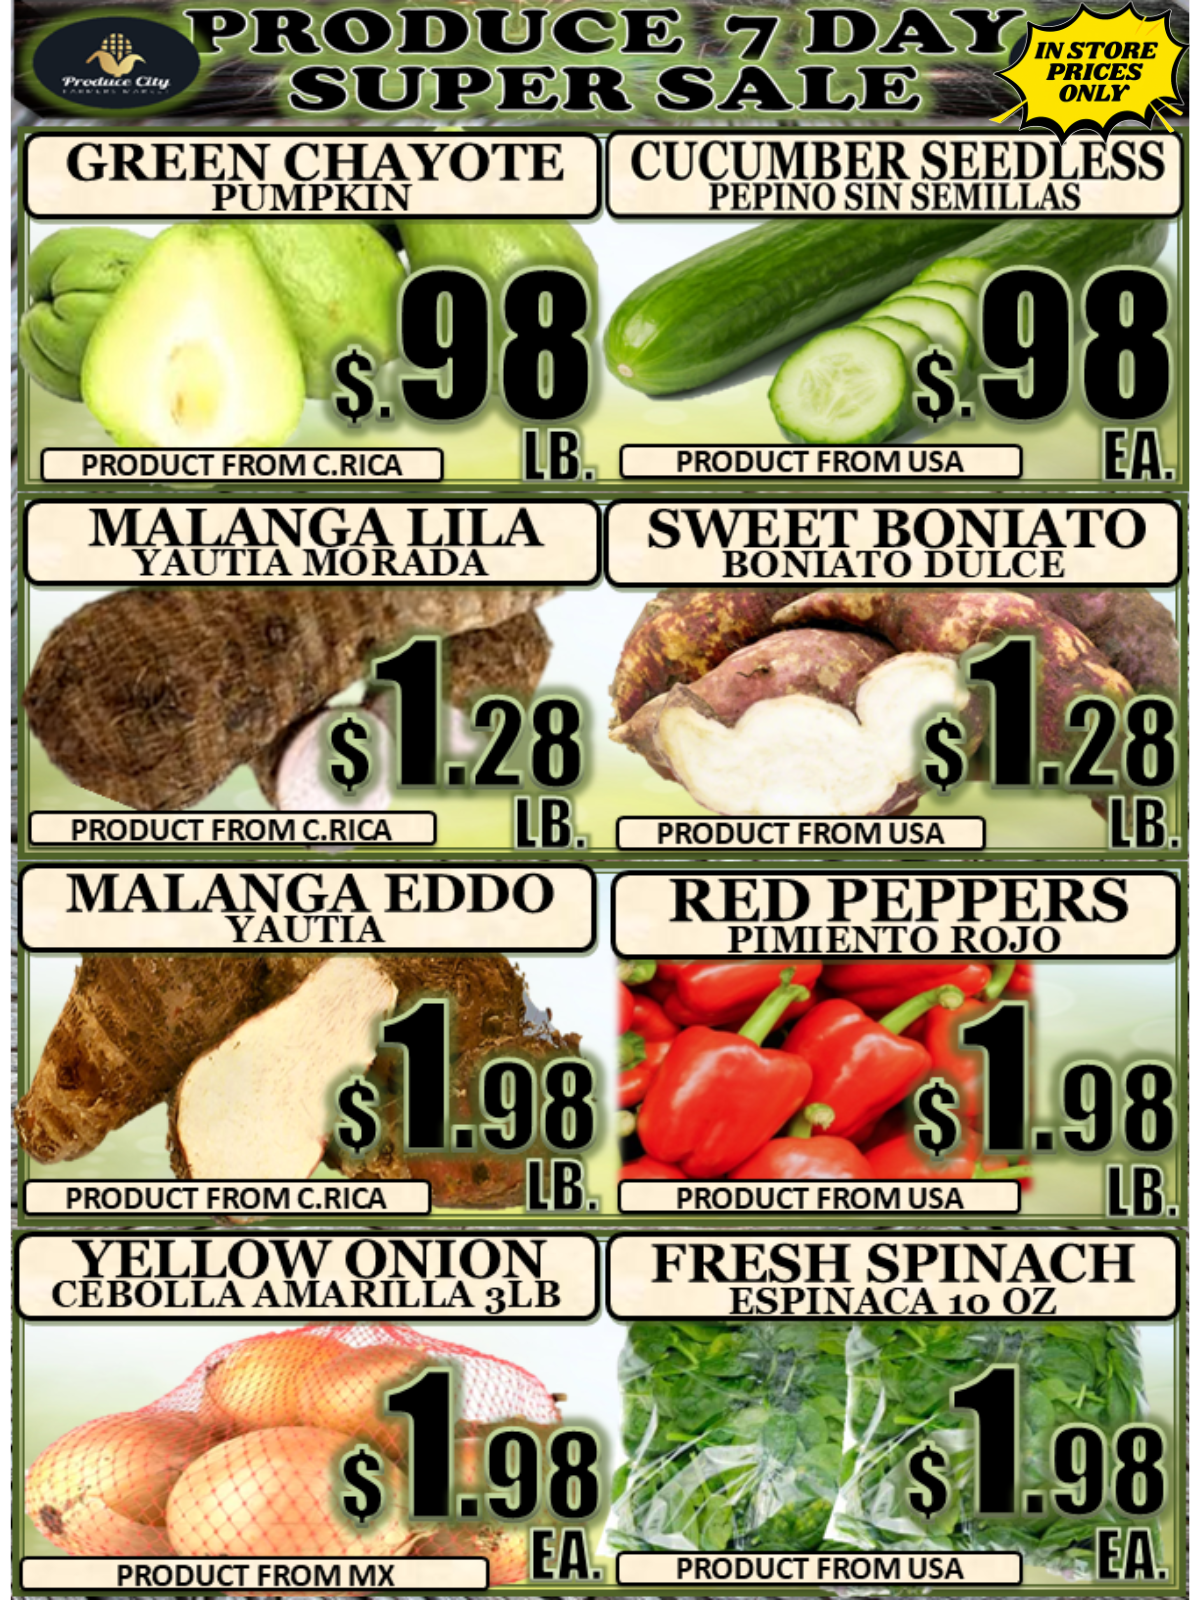 PRODUCE 7 DAY
SUPER SALE
Produce City
FARMERS MARKET
IN STORE
PRICES
ONLY
GREEN CHAYOTE
PUMPKIN
$.98
LB.
PRODUCT FROM C.RICA
CUCUMBER SEEDLESS
PEPINO SIN SEMILLAS
$.98
EA.
PRODUCT FROM USA
MALANGA LILA
YAUTIA MORADA
$1.28
LB.
PRODUCT FROM C.RICA
SWEET BONIATO
BONIATO DULCE
$1.28
LB.
PRODUCT FROM USA
MALANGA EDDO
YAUTIA
$1.98
LB.
PRODUCT FROM C.RICA
RED PEPPERS
PIMIENTO ROJO
$1.98
LB.
PRODUCT FROM USA
YELLOW ONION
CEBOLLA AMARILLA 3LB
$1.98
EA.
PRODUCT FROM MX
FRESH SPINACH
ESPINACA 10 OZ
$1.98
EA.
PRODUCT FROM USA